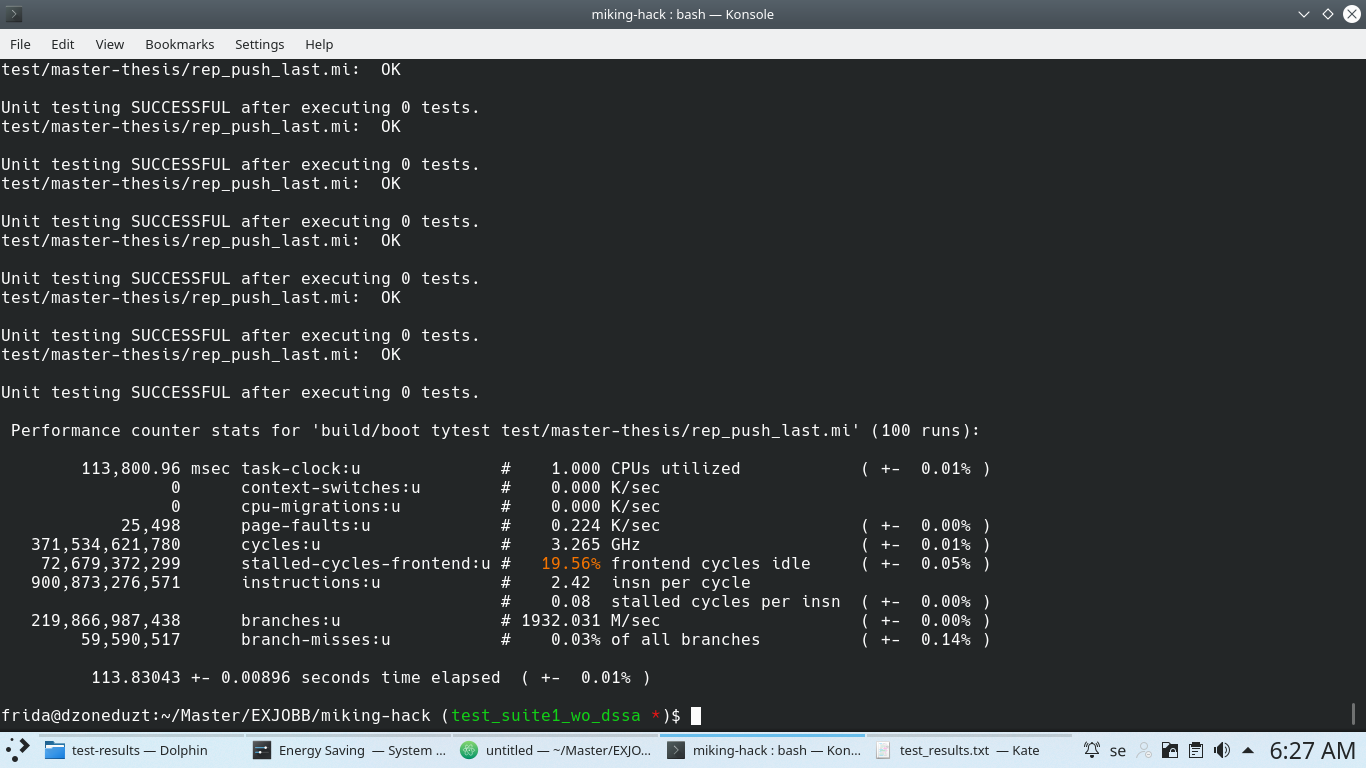 miking-hack : bash — Konsole
File Edit View Bookmarks Settings Help
test/master-thesis/rep_push_last.mi:  OK
Unit testing SUCCESSFUL after executing 0 tests.
test/master-thesis/rep_push_last.mi:  OK
Unit testing SUCCESSFUL after executing 0 tests.
test/master-thesis/rep_push_last.mi:  OK
Unit testing SUCCESSFUL after executing 0 tests.
test/master-thesis/rep_push_last.mi:  OK
Unit testing SUCCESSFUL after executing 0 tests.
test/master-thesis/rep_push_last.mi:  OK
Unit testing SUCCESSFUL after executing 0 tests.
test/master-thesis/rep_push_last.mi:  OK
Unit testing SUCCESSFUL after executing 0 tests.
Performance counter stats for 'build/boot tytest test/master-thesis/rep_push_last.mi' (100 runs):
113,800.96 msec task-clock:u # 1.000 CPUs utilized ( +- 0.01% )
0 context-switches:u # 0.000 K/sec
0 cpu-migrations:u # 0.000 K/sec
25,498 page-faults:u # 0.224 K/sec ( +- 0.00% )
371,534,621,780 cycles:u # 3.265 GHz ( +- 0.01% )
72,679,372,299 stalled-cycles-frontend:u # 19.56% frontend cycles idle ( +- 0.05% )
900,873,276,571 instructions:u # 2.42 insn per cycle
# 0.08 stalled cycles per insn ( +- 0.00% )
219,866,987,438 branches:u # 1932.031 M/sec ( +- 0.00% )
59,590,517 branch-misses:u # 0.03% of all branches ( +- 0.14% )
113.83043 +- 0.00896 seconds time elapsed ( +- 0.01% )
frida@dzoneduzt:~/Master/EXJOBB/miking-hack (test_suite1_wo_dssa *)$
test-results — Dolphin Energy Saving — System ... untitled — ~/Master/EXJO... miking-hack : bash — Kon... test_results.txt — Kate se 6:27 AM